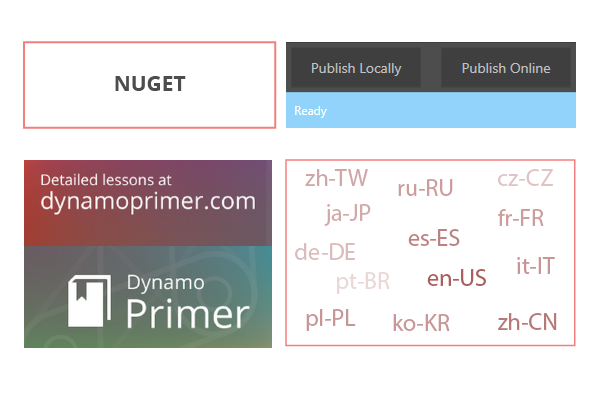 NUGET
Publish Locally
Publish Online
Ready
Detailed lessons at
dynamoprimer.com
Dynamo
Primer
zh-TW
ru-RU
cz-CZ
ja-JP
fr-FR
es-ES
de-DE
it-IT
pt-BR
en-US
pl-PL
ko-KR
zh-CN